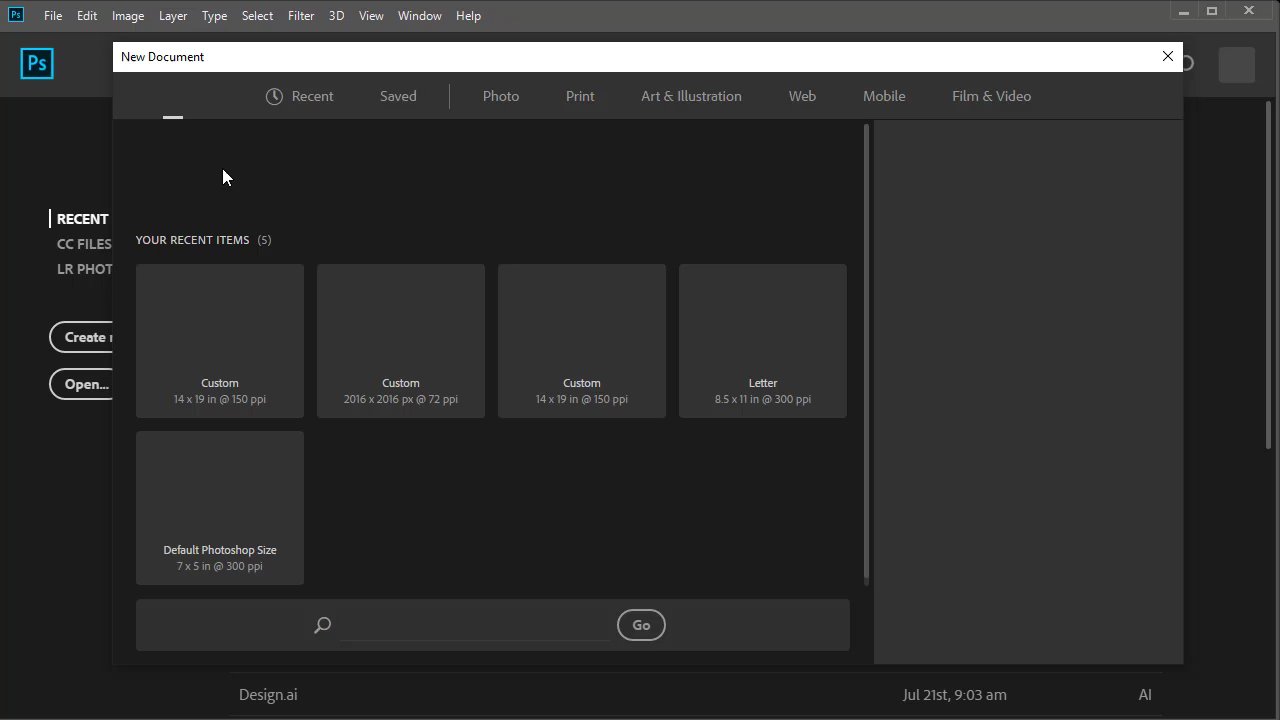 Ps File Edit Image Layer Type Select Filter 3D View Window Help
Ps
New Document
Recent Saved Photo Print Art & Illustration Web Mobile Film & Video
RECENT
CC FILES
LR PHOT
Create
Open...
YOUR RECENT ITEMS (5)
Custom
14 x 19 in @ 150 ppi
Custom
2016 x 2016 px @ 72 ppi
Custom
14 x 19 in @ 150 ppi
Letter
8.5 x 11 in @ 300 ppi
Default Photoshop Size
7 x 5 in @ 300 ppi
Go
Design.ai Jul 21st, 9:03 am AI